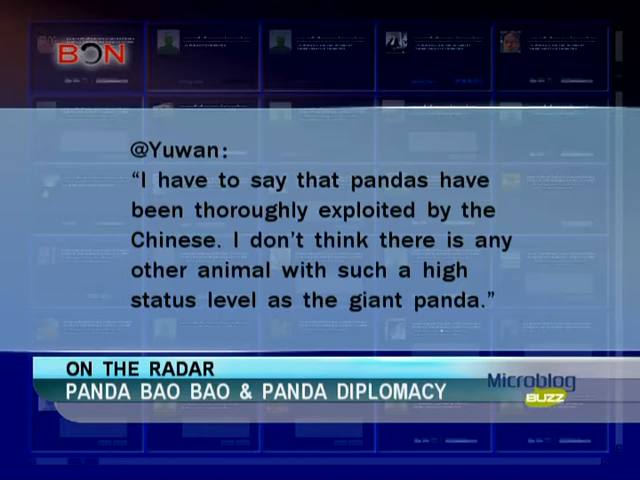 BON
@Yuwan:
“I have to say that pandas have
been thoroughly exploited by the
Chinese. I don’t think there is any
other animal with such a high
status level as the giant panda.”
ON THE RADAR
PANDA BAO BAO & PANDA DIPLOMACY
Microblog
BUZZ